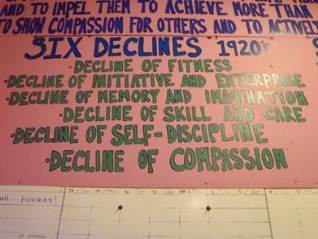 AND TO IMPEL THEM TO ACHIEVE MORE THAN
TO SHOW COMPASSION FOR OTHERS AND TO ACTIVELY
SIX DECLINES 1920s
·DECLINE OF FITNESS
·DECLINE OF INITIATIVE AND ENTERPRISE
·DECLINE OF MEMORY AND IMAGINATION
·DECLINE OF SKILL AND CARE
·DECLINE OF SELF-DISCIPLINE
·DECLINE OF COMPASSION
HOORAY!